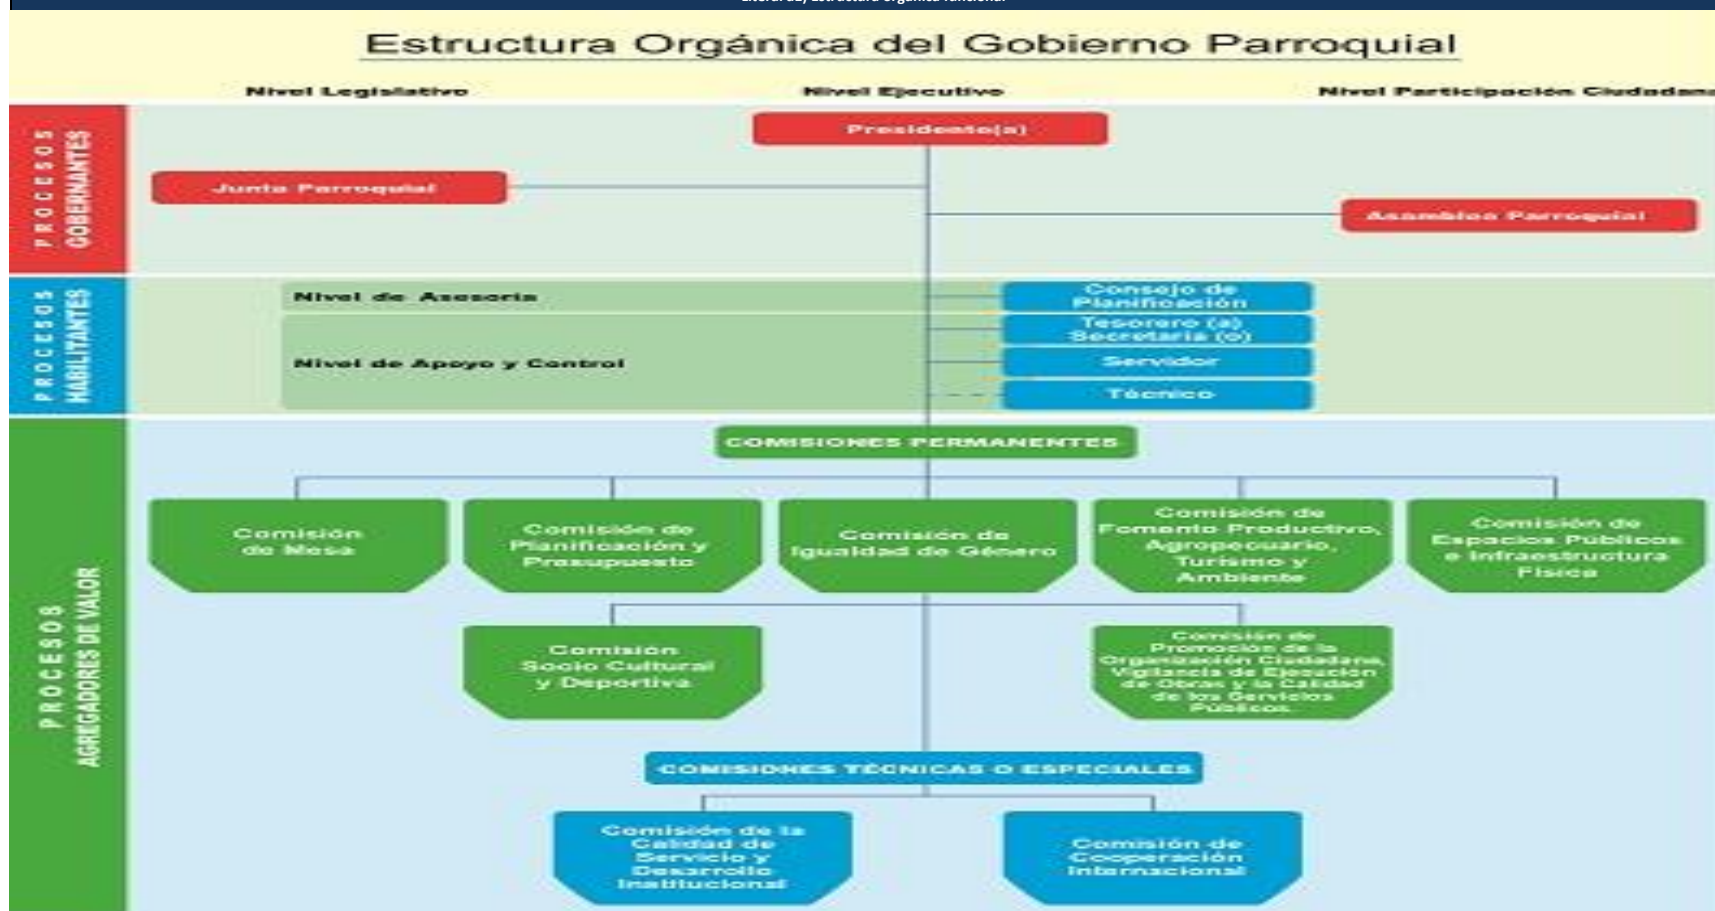 Estructura Orgánica del Gobierno Parroquial
Nivel Legislativo
Nivel Ejecutivo
Nivel Participación Ciudadana
PROCESOS
GOBERNANTES
Presidente(a)
Junta Parroquial
Asamblea Parroquial
PROCESOS
HABILITANTES
Nivel de Asesoría
Consejo de
Planificación
Nivel de Apoyo y Control
Tesorero (a)
Secretaria (o)
Servidor
Técnico
PROCESOS
AGREGADORES DE VALOR
COMISIONES PERMANENTES
Comisión
de Mesa
Comisión de
Planificación y
Presupuesto
Comisión de
Igualdad de Género
Comisión de
Fomento Productivo,
Agropecuario,
Turismo y
Ambiente
Comisión de
Espacios Públicos
e Infraestructura
Física
Comisión
Socio Cultural
y Deportiva
Comisión de
Promoción de la
Organización Ciudadana,
Vigilancia de Ejecución
de Obras y la Calidad
de los Servicios
Públicos
COMISIONES TÉCNICAS O ESPECIALES
Comisión de la
Calidad de
Servicio y
Desarrollo
Institucional
Comisión de
Cooperación
Internacional